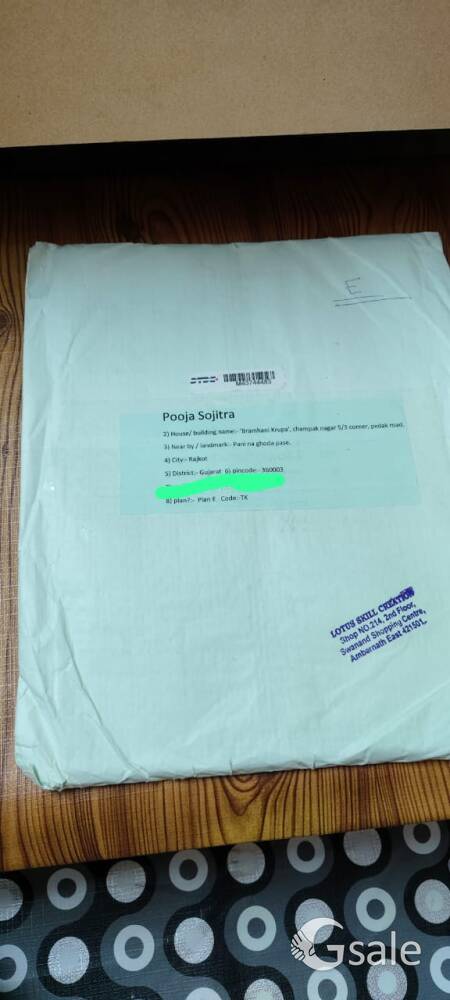 E
DTDC
M63744483
Pooja Sojitra
2) House/ building name:- 'Bramhani Krupa', champak nagar 5/3 corner, pedak road.
3) Near by / landmark:- Pani na ghoda pase.
4) City:- Rajkot
5) District:- Gujarat 6) pincode:- 360003
8) plan?:- Plan E Code:-TK
LOTUS SKILL CREATION
Shop NO.214, 2nd Floor,
Swanand Shopping Centre,
Ambarnath East 421501.
Gsale